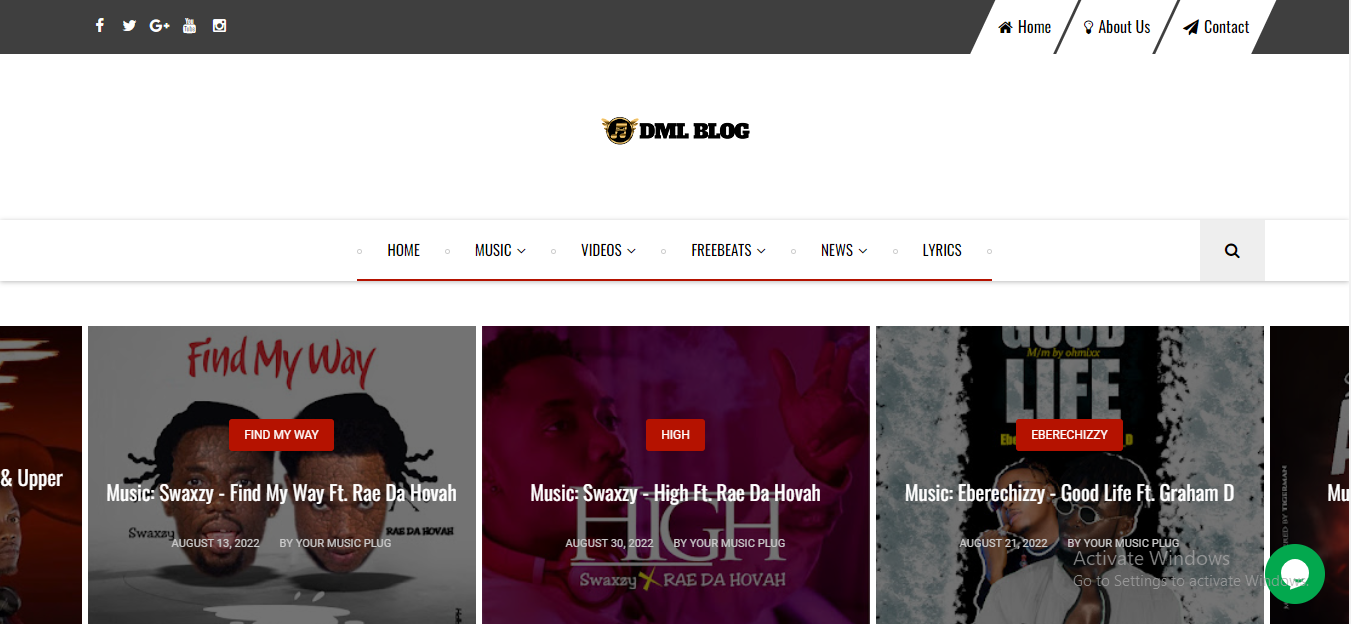 Home
About Us
Contact
DML BLOG
HOME
MUSIC
VIDEOS
FREEBEATS
NEWS
LYRICS
& Upper
Find My Way
FIND MY WAY
Music: Swaxzy - Find My Way Ft. Rae Da Hovah
Swaxzy
RAE DA HOVAH
AUGUST 13, 2022
BY YOUR MUSIC PLUG
HIGH
Music: Swaxzy - High Ft. Rae Da Hovah
HIGH
AUGUST 30, 2022
BY YOUR MUSIC PLUG
Swaxzy X RAE DA HOVAH
GOOD
M/m by ohmixx
LIFE
EBERECHIZZY
Music: Eberechizzy - Good Life Ft. Graham D
AUGUST 21, 2022
BY YOUR MUSIC PLUG
Mu
Activate Windows
Go to Settings to activate Windows.